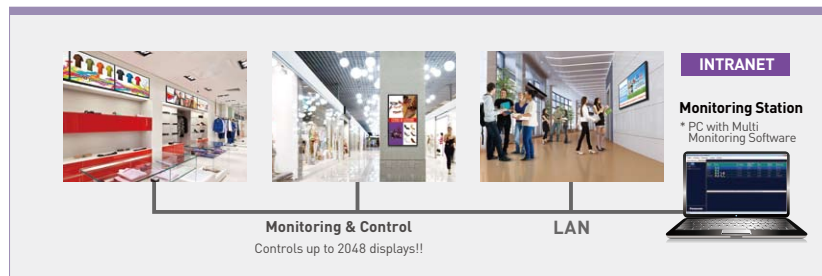 INTRANET
Monitoring Station
* PC with Multi
Monitoring Software
Monitoring & Control
LAN
Controls up to 2048 displays!!